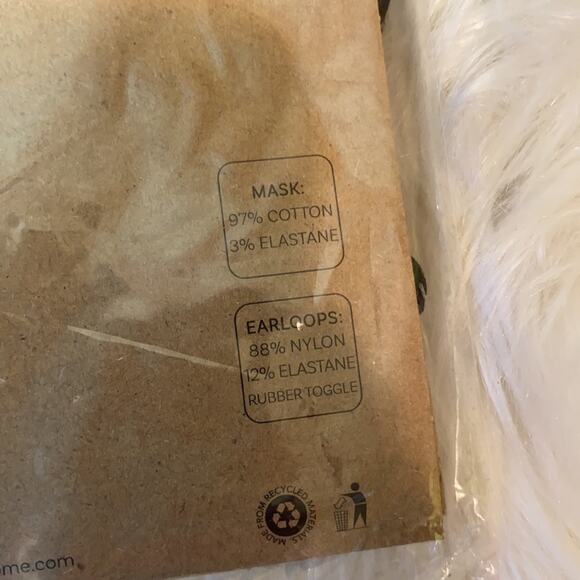 MASK:
97% COTTON
3% ELASTANE
EARLOOPS:
88% NYLON
12% ELASTANE
RUBBER TOGGLE
MADE FROM RECYCLED MATERIALS.
me.com